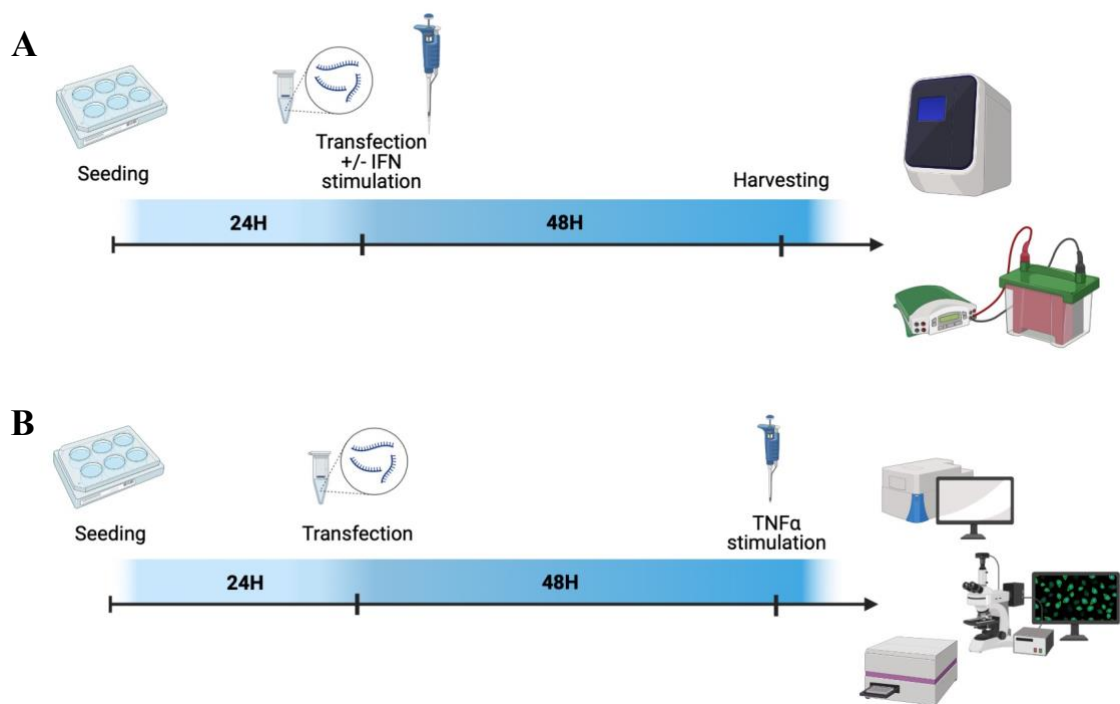 A
Seeding
Transfection
+/- IFN
stimulation
Harvesting
24H
48H
B
Seeding
Transfection
TNFα
stimulation
24H
48H